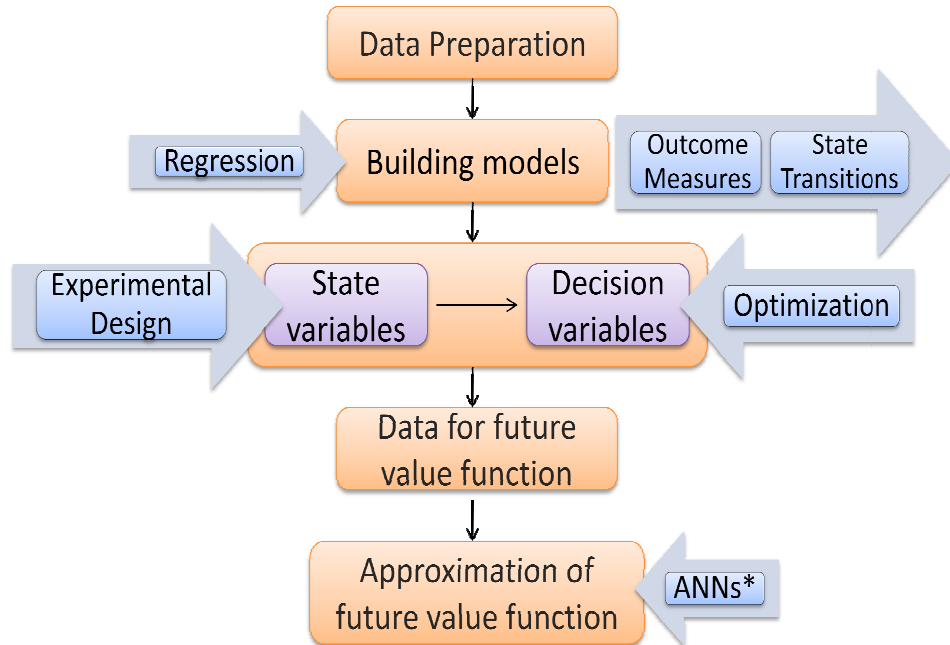 Data Preparation
Regression
Building models
Outcome
Measures
State
Transitions
Experimental
Design
State
variables
Decision
variables
Optimization
Data for future
value function
Approximation of
future value function
ANNs*